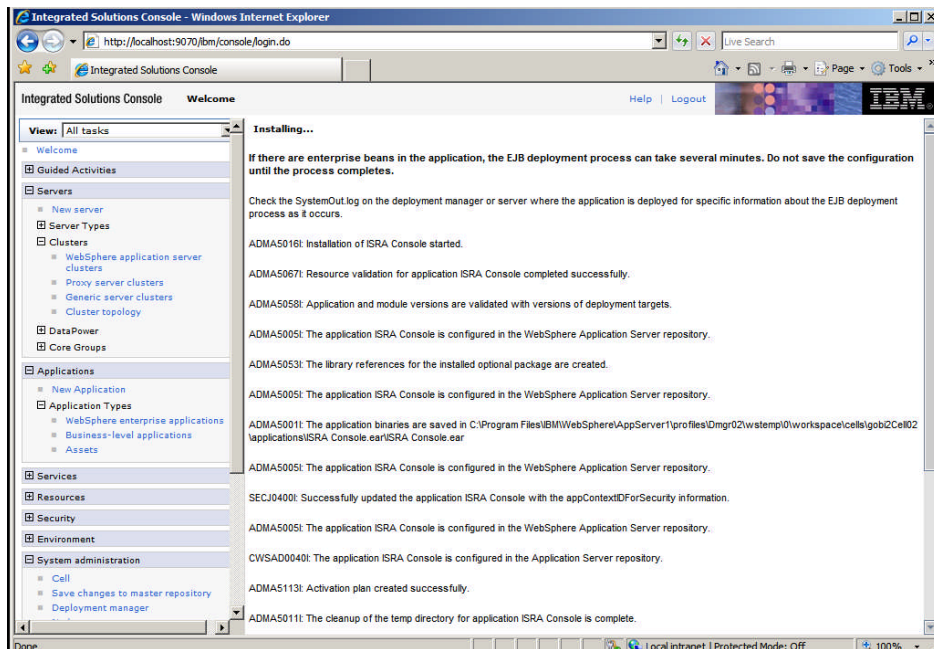 Integrated Solutions Console - Windows Internet Explorer
http://localhost:9070/ibm/console/login.do
Live Search
Integrated Solutions Console
Page
Tools
Integrated Solutions Console Welcome
Help | Logout
IBM
View: All tasks
Welcome
Guided Activities
Servers
New server
Server Types
Clusters
WebSphere application server
clusters
Proxy server clusters
Generic server clusters
Cluster topology
DataPower
Core Groups
Applications
New Application
Application Types
WebSphere enterprise applications
Business-level applications
Assets
Services
Resources
Security
Environment
System administration
Cell
Save changes to master repository
Deployment manager
Installing...
If there are enterprise beans in the application, the EJB deployment process can take several minutes. Do not save the configuration
until the process completes.
Check the SystemOut.log on the deployment manager or server where the application is deployed for specific information about the EJB deployment
process as it occurs.
ADMA5016I: Installation of ISRA Console started.
ADMA5067I: Resource validation for application ISRA Console completed successfully.
ADMA5058I: Application and module versions are validated with versions of deployment targets.
ADMA5005I: The application ISRA Console is configured in the WebSphere Application Server repository.
ADMA5053I: The library references for the installed optional package are created.
ADMA5005I: The application ISRA Console is configured in the WebSphere Application Server repository.
ADMA5001I: The application binaries are saved in C:\Program Files\IBM\WebSphere\AppServer1\profiles\Dmgr02\wstemp\0\workspace\cells\gobi2Cell02
\applications\ISRA Console.ear\ISRA Console.ear
ADMA5005I: The application ISRA Console is configured in the WebSphere Application Server repository.
SECJ0400I: Successfully updated the application ISRA Console with the appContextIDForSecurity information.
ADMA5005I: The application ISRA Console is configured in the WebSphere Application Server repository.
CWSAD0040I: The application ISRA Console is configured in the Application Server repository.
ADMA5113I: Activation plan created successfully.
ADMA5011I: The cleanup of the temp directory for application ISRA Console is complete.
Done
Local intranet | Protected Mode: Off
100%